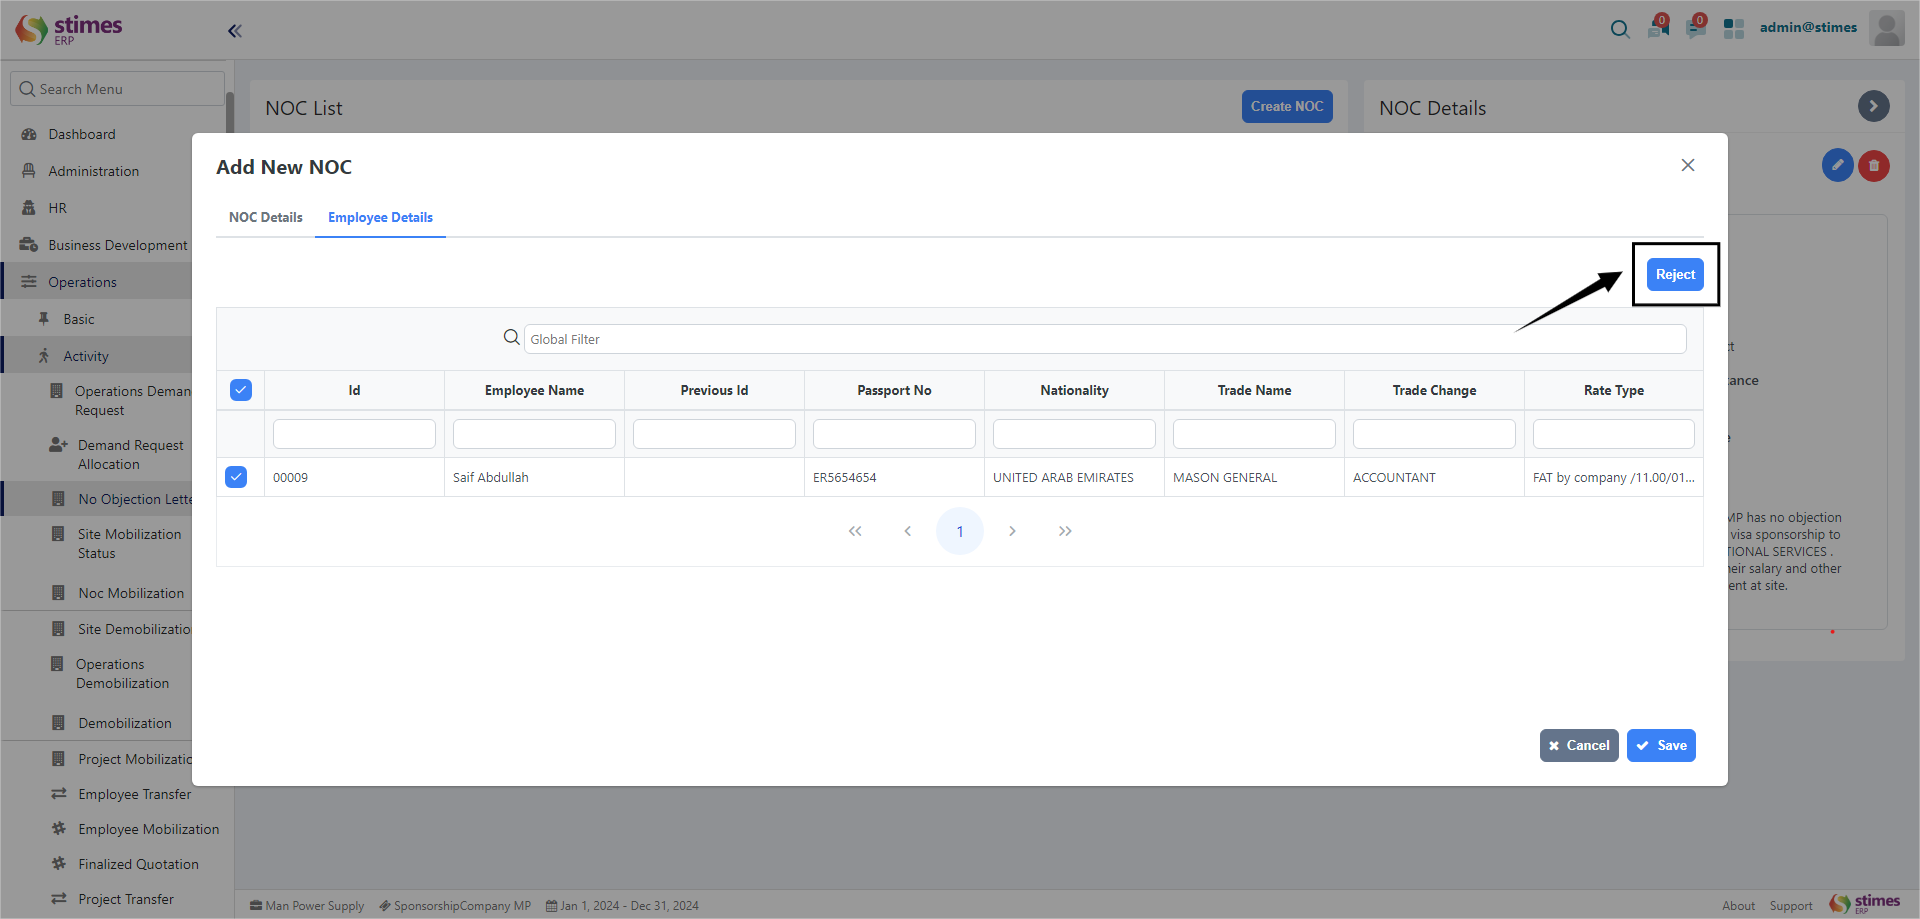 stimes
ERP
0
0
admin@stimes
Search Menu
NOC List
Create NOC
NOC Details
Dashboard
Administration
HR
Business Development
Operations
Basic
Activity
Operations Deman
Request
Demand Request
Allocation
No Objection Lette
Site Mobilization
Status
Noc Mobilization
Site Demobilizatio
Operations
Demobilization
Demobilization
Project Mobilizatio
Employee Transfer
Employee Mobilization
Finalized Quotation
Project Transfer
Add New NOC
NOC Details
Employee Details
Reject
Global Filter
Id Employee Name Previous Id Passport No Nationality Trade Name Trade Change Rate Type
00009 Saif Abdullah ER5654654 UNITED ARAB EMIRATES MASON GENERAL ACCOUNTANT FAT by company /11.00/01...
1
Cancel
Save
ct
tance
e
MP has no objection
visa sponsorship to
TIONAL SERVICES .
heir salary and other
ent at site.
Man Power Supply SponsorshipCompany MP Jan 1, 2024 - Dec 31, 2024
About Support stimes
ERP